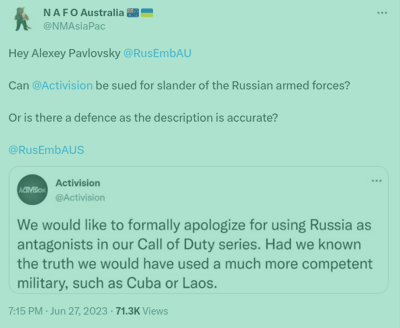 N A F O Australia 🇦🇺🇺🇦
@NMAsiaPac
Hey Alexey Pavlovsky @RusEmbAU
Can @Activision be sued for slander of the Russian armed forces?
Or is there a defence as the description is accurate?
@RusEmbAUS
ACTIVISION
Activision
@Activision
We would like to formally apologize for using Russia as
antagonists in our Call of Duty series. Had we known
the truth we would have used a much more competent
military, such as Cuba or Laos.
7:15 PM · Jun 27, 2023 · 71.3K Views